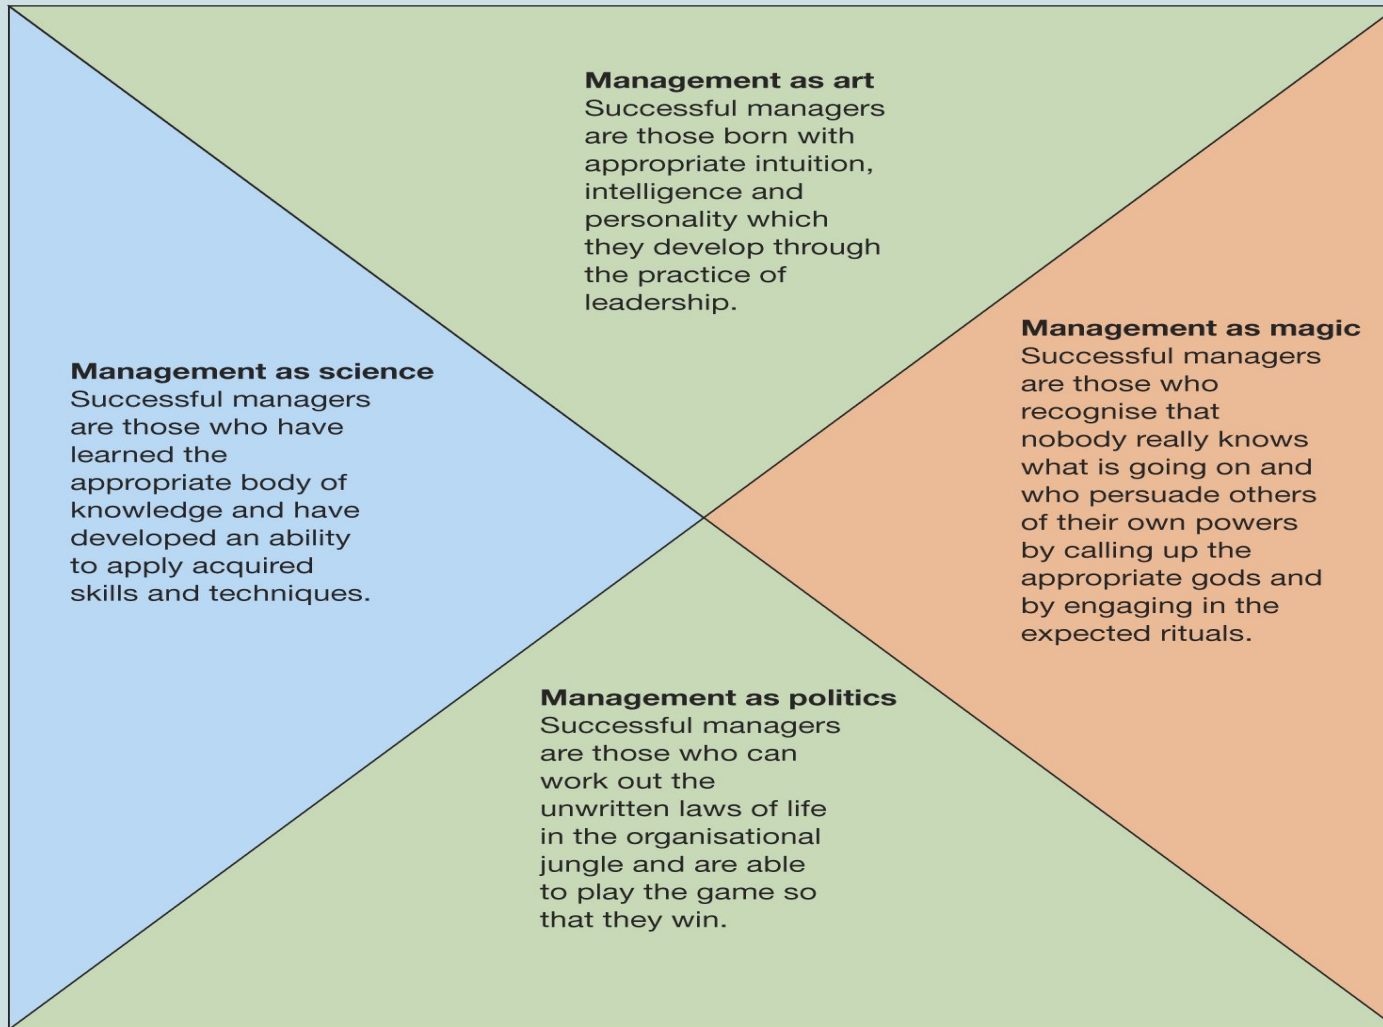 Management as art
Successful managers
are those born with
appropriate intuition,
intelligence and
personality which
they develop through
the practice of
leadership.
Management as science
Successful managers
are those who have
learned the
appropriate body of
knowledge and have
developed an ability
to apply acquired
skills and techniques.
Management as magic
Successful managers
are those who
recognise that
nobody really knows
what is going on and
who persuade others
of their own powers
by calling up the
appropriate gods and
by engaging in the
expected rituals.
Management as politics
Successful managers
are those who can
work out the
unwritten laws of life
in the organisational
jungle and are able
to play the game so
that they win.